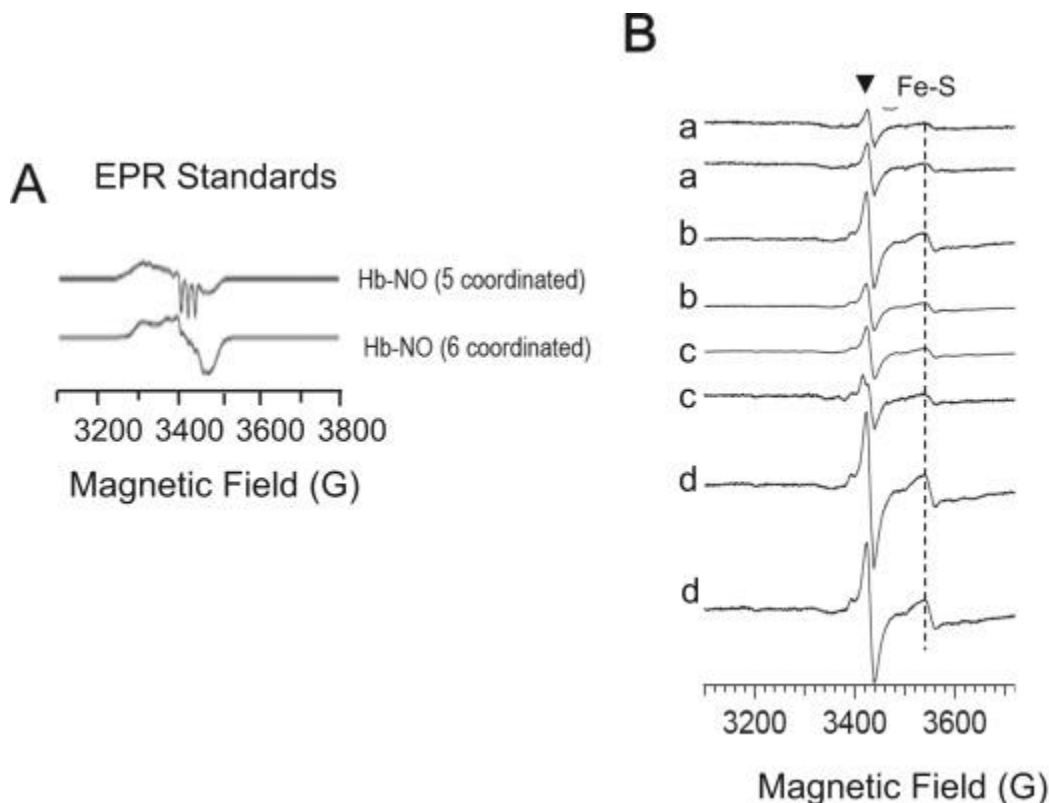 A EPR Standards
Hb-NO (5 coordinated)
Hb-NO (6 coordinated)
3200 3400 3600 3800
Magnetic Field (G)
B
Fe-S
a
a
b
b
c
c
d
d
3200 3400 3600
Magnetic Field (G)